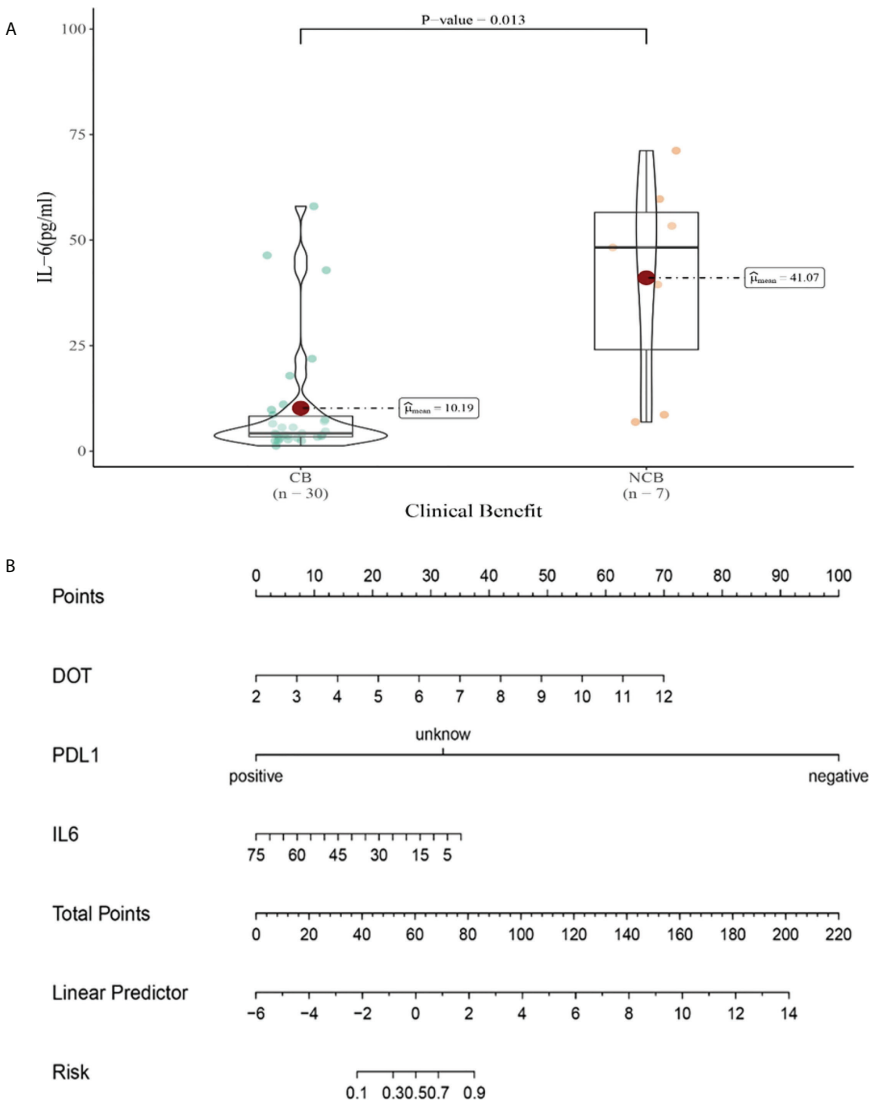 A
P-value - 0.013
100
75
50
25
0
IL-6(pg/ml)
μ̂mean = 41.07
μ̂mean = 10.19
CB
(n - 30)
NCB
(n - 7)
Clinical Benefit
B
Points
0 10 20 30 40 50 60 70 80 90 100
DOT
2 3 4 5 6 7 8 9 10 11 12
PDL1
unknow
positive negative
IL6
75 60 45 30 15 5
Total Points
0 20 40 60 80 100 120 140 160 180 200 220
Linear Predictor
−6 −4 −2 0 2 4 6 8 10 12 14
Risk
0.1 0.30.50.7 0.9